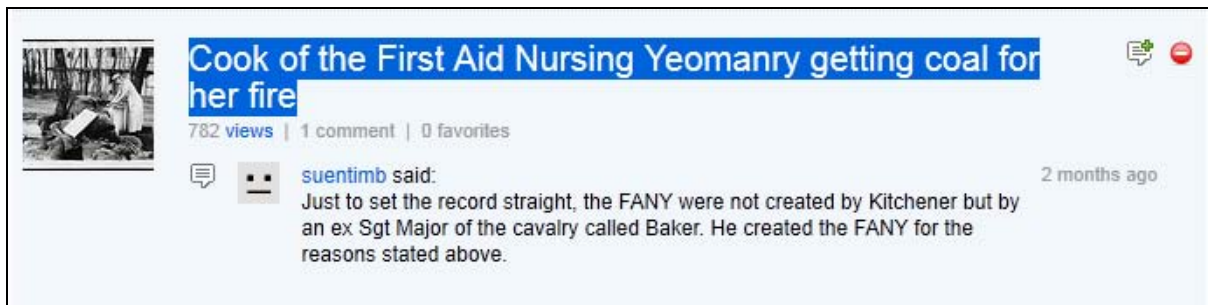 Cook of the First Aid Nursing Yeomanry getting coal for
her fire
782 views | 1 comment | 0 favorites
suentimb said:
2 months ago
Just to set the record straight, the FANY were not created by Kitchener but by
an ex Sgt Major of the cavalry called Baker. He created the FANY for the
reasons stated above.